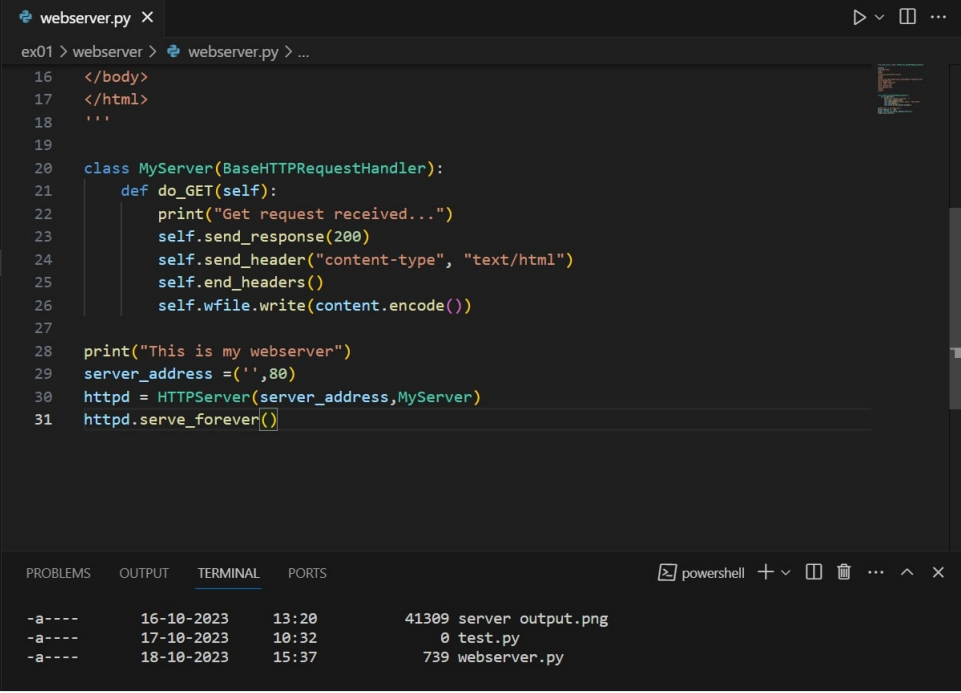 webserver.py
ex01 > webserver > webserver.py > ...
16 </body>
17 </html>
18 '''
19
20 class MyServer(BaseHTTPRequestHandler):
21 def do_GET(self):
22 print("Get request received...")
23 self.send_response(200)
24 self.send_header("content-type", "text/html")
25 self.end_headers()
26 self.wfile.write(content.encode())
27
28 print("This is my webserver")
29 server_address =('',80)
30 httpd = HTTPServer(server_address,MyServer)
31 httpd.serve_forever()
PROBLEMS OUTPUT TERMINAL PORTS powershell
-a---- 16-10-2023 13:20 41309 server output.png
-a---- 17-10-2023 10:32 0 test.py
-a---- 18-10-2023 15:37 739 webserver.py